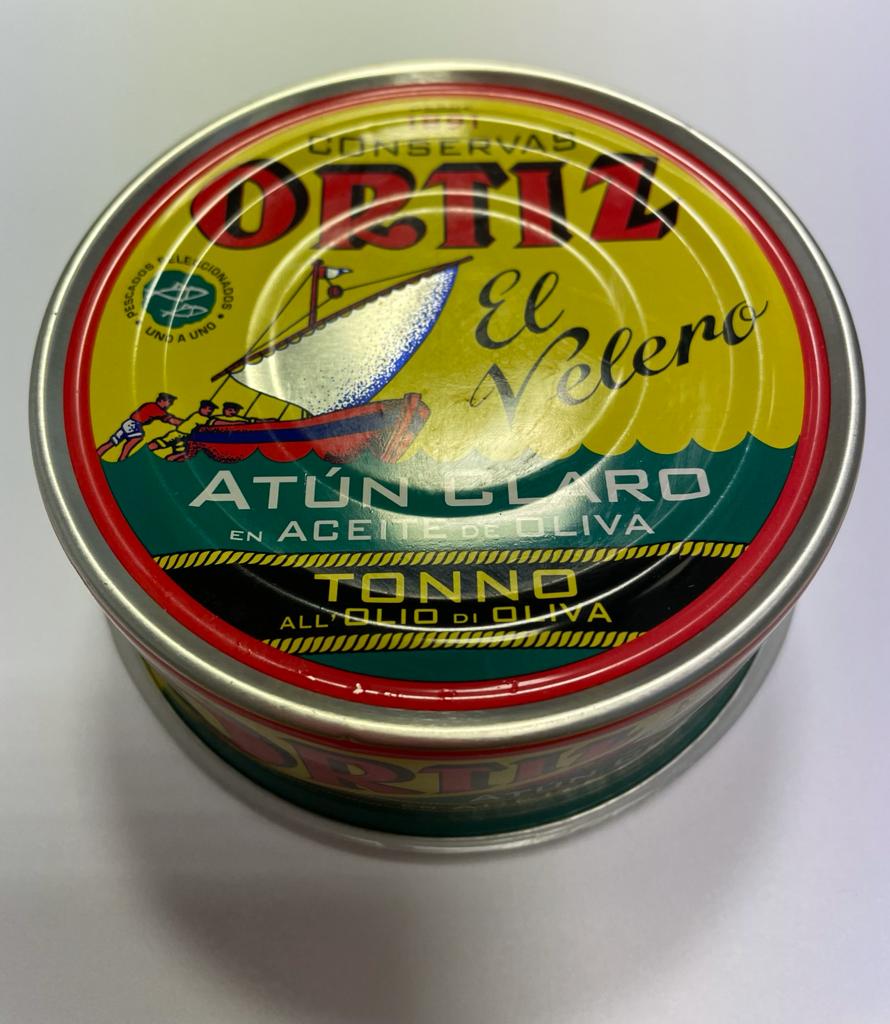 1891
CONSERVAS
ORTIZ
El
Velero
PESCADOS SELECCIONADOS
UNO A UNO
ATÚN CLARO
EN ACEITE DE OLIVA
TONNO
ALL'OLIO DI OLIVA
ORTIZ
ATÚN